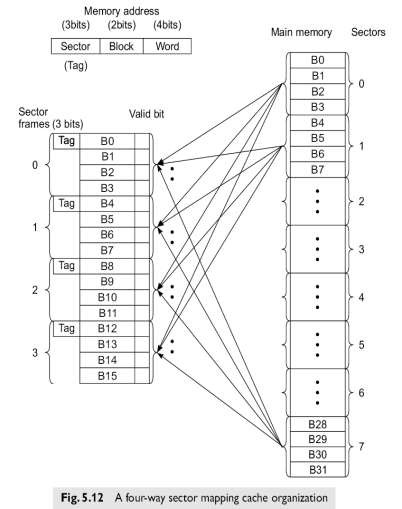 Memory address
(3bits) (2bits) (4bits)
Sector Block Word
(Tag)
Main memory Sectors
B0
B1
B2
B3
0
B4
B5
B6
B7
1
2
3
4
5
6
B28
B29
B30
B31
7
Sector
frames (3 bits)
Valid bit
Tag B0
B1
B2
B3
0
Tag B4
B5
B6
B7
1
Tag B8
B9
B10
B11
2
Tag B12
B13
B14
B15
3
Fig. 5.12 A four-way sector mapping cache organization